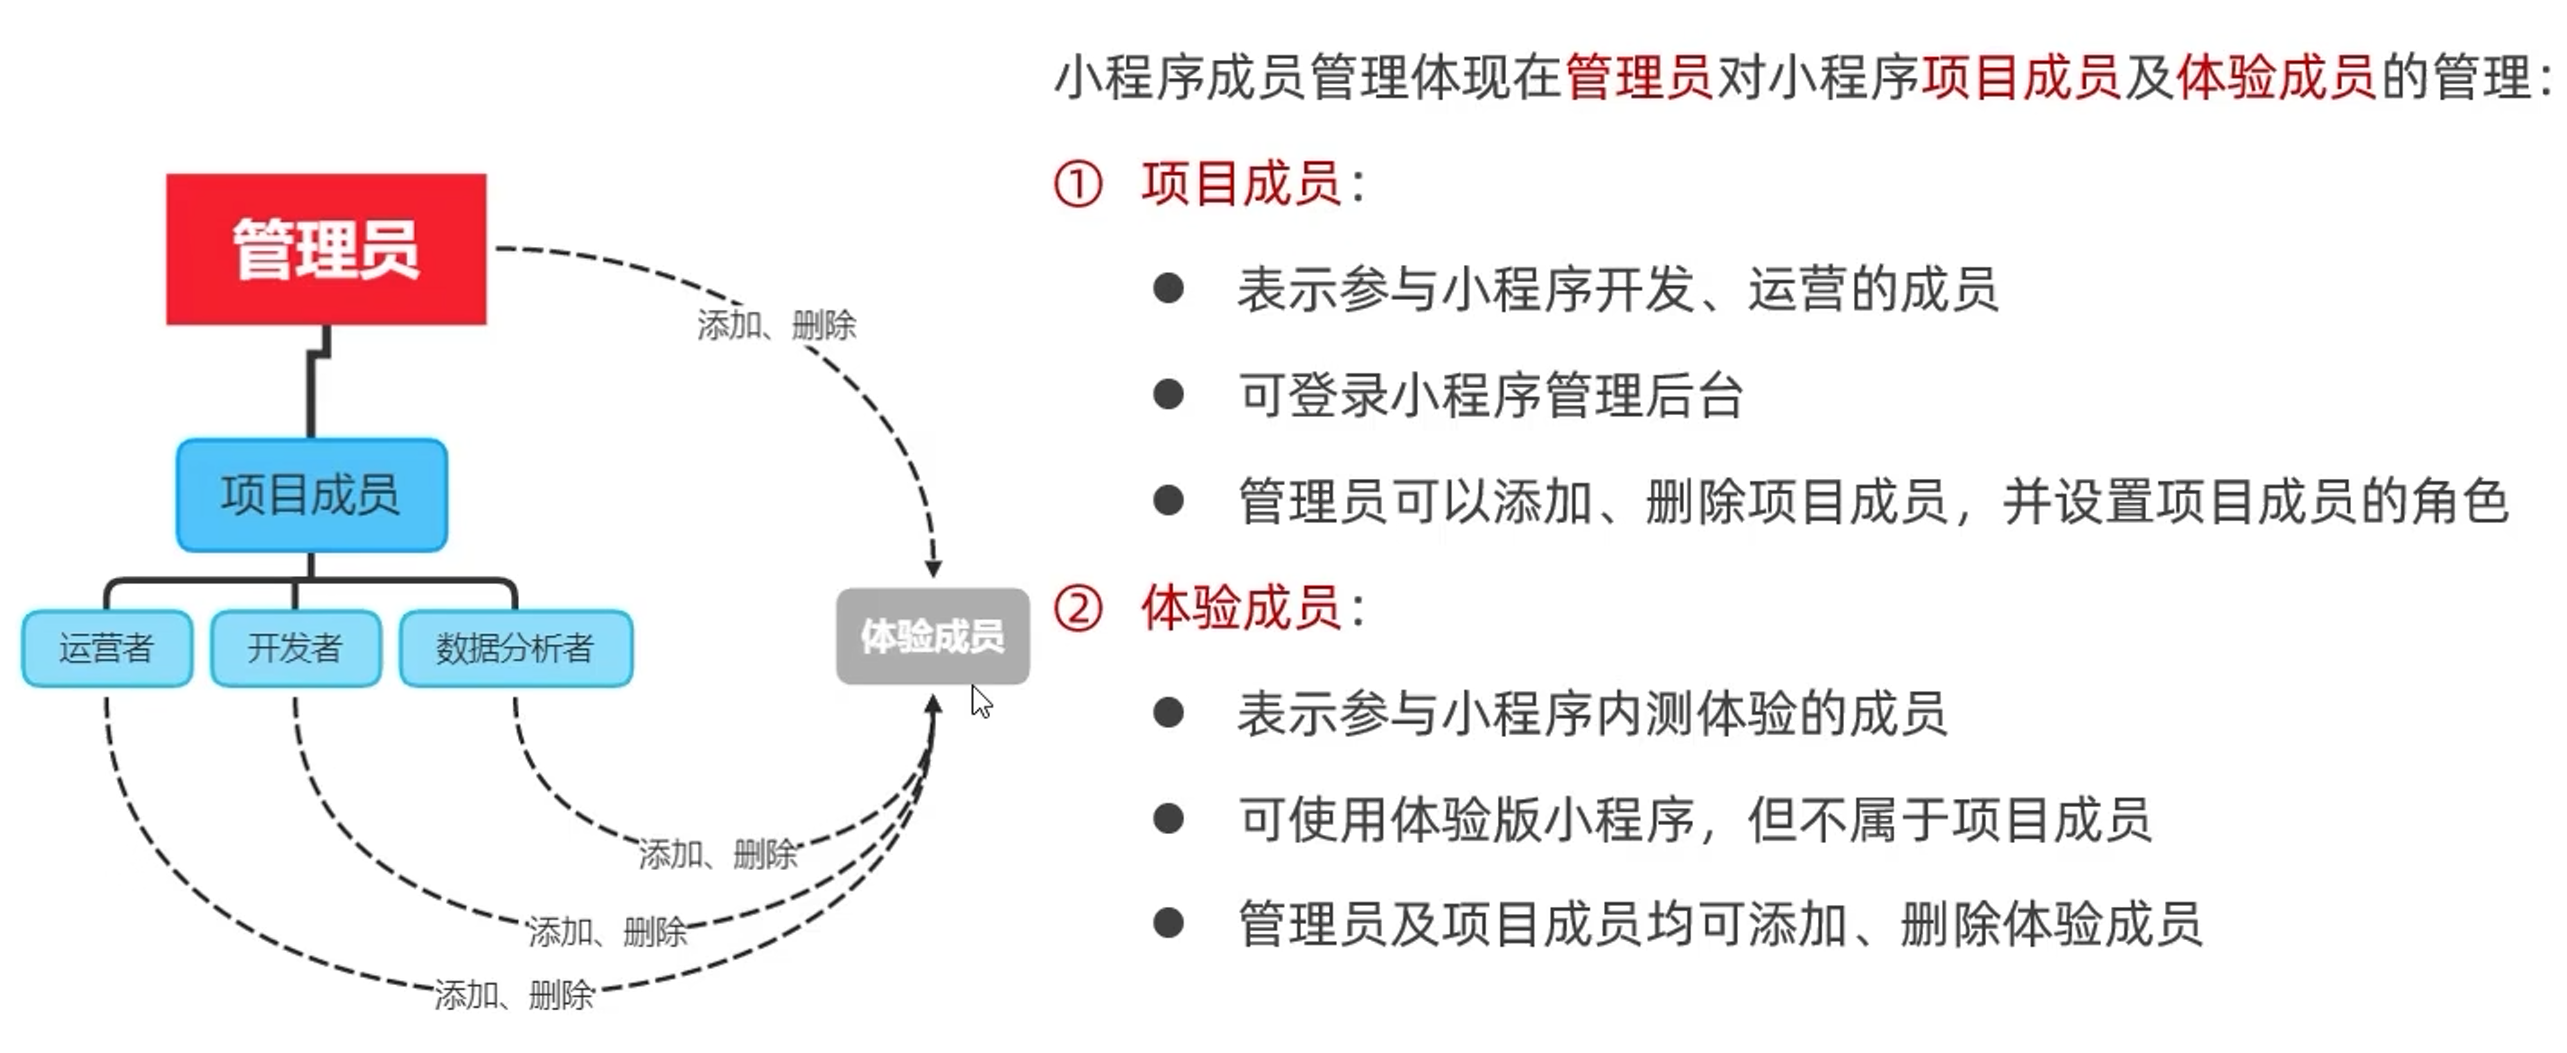 管理员
添加、删除
项目成员
运营者
开发者
数据分析者
体验成员
添加、删除
添加、删除
添加、删除
小程序成员管理体现在管理员对小程序项目成员及体验成员的管理：
① 项目成员：
● 表示参与小程序开发、运营的成员
● 可登录小程序管理后台
● 管理员可以添加、删除项目成员，并设置项目成员的角色
② 体验成员：
● 表示参与小程序内测体验的成员
● 可使用体验版小程序，但不属于项目成员
● 管理员及项目成员均可添加、删除体验成员